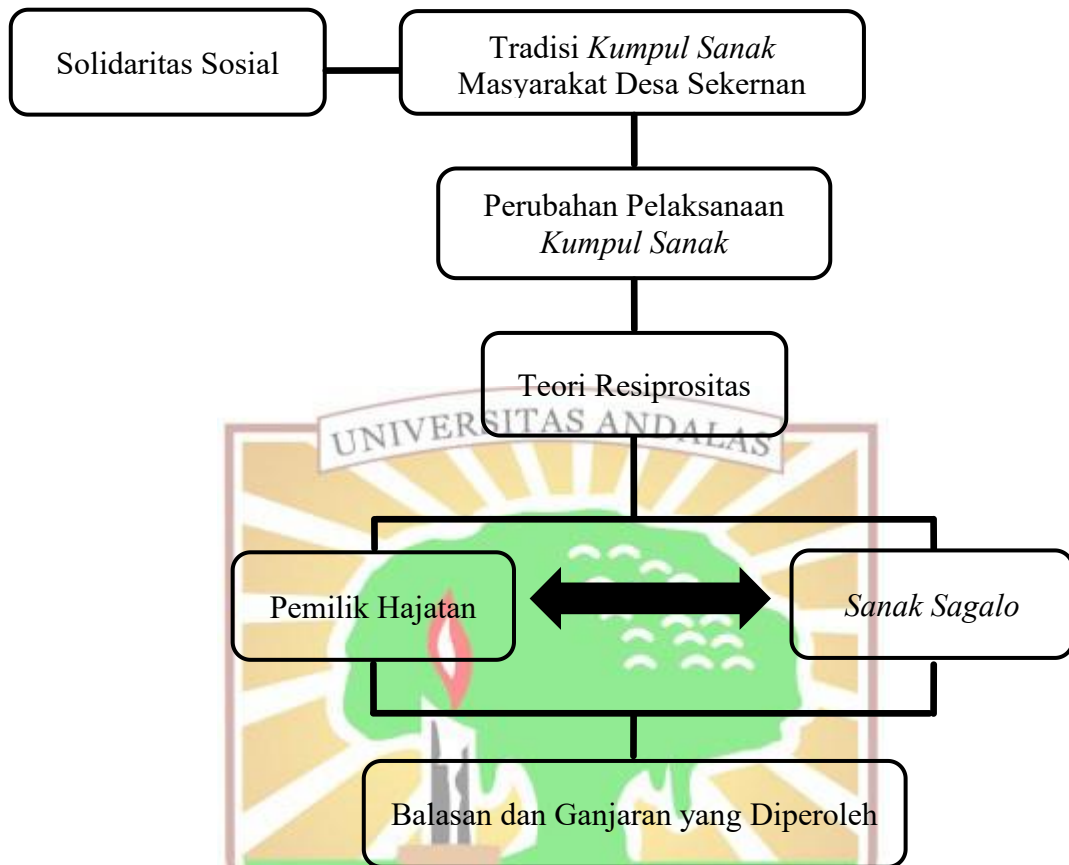 Solidaritas Sosial
Tradisi Kumpul Sanak
Masyarakat Desa Sekernan
Perubahan Pelaksanaan
Kumpul Sanak
Teori Resiprositas
UNIVERSITAS ANDALAS
Pemilik Hajatan
Sanak Sagalo
Balasan dan Ganjaran yang Diperoleh